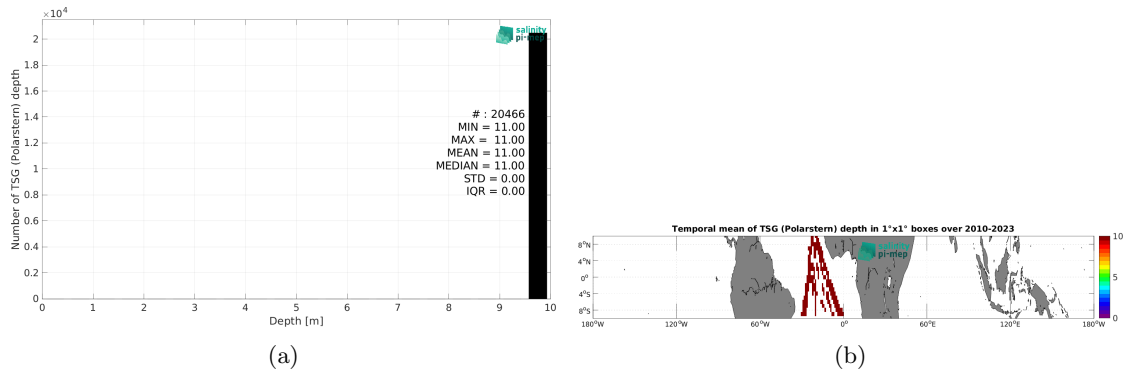 ×10⁴
2
1.8
1.6
1.4
1.2
1
0.8
0.6
0.4
0.2
0
Number of TSG (Polarstern) depth
salinity
pi-mep
# : 20466
MIN = 11.00
MAX = 11.00
MEAN = 11.00
MEDIAN = 11.00
STD = 0.00
IQR = 0.00
0 1 2 3 4 5 6 7 8 9 10
Depth [m]
(a)
Temporal mean of TSG (Polarstern) depth in 1°x1° boxes over 2010-2023
salinity
pi-mep
8°N
4°N
0°
4°S
8°S
180°W 120°W 60°W 0° 60°E 120°E 180°W
10
5
0
(b)